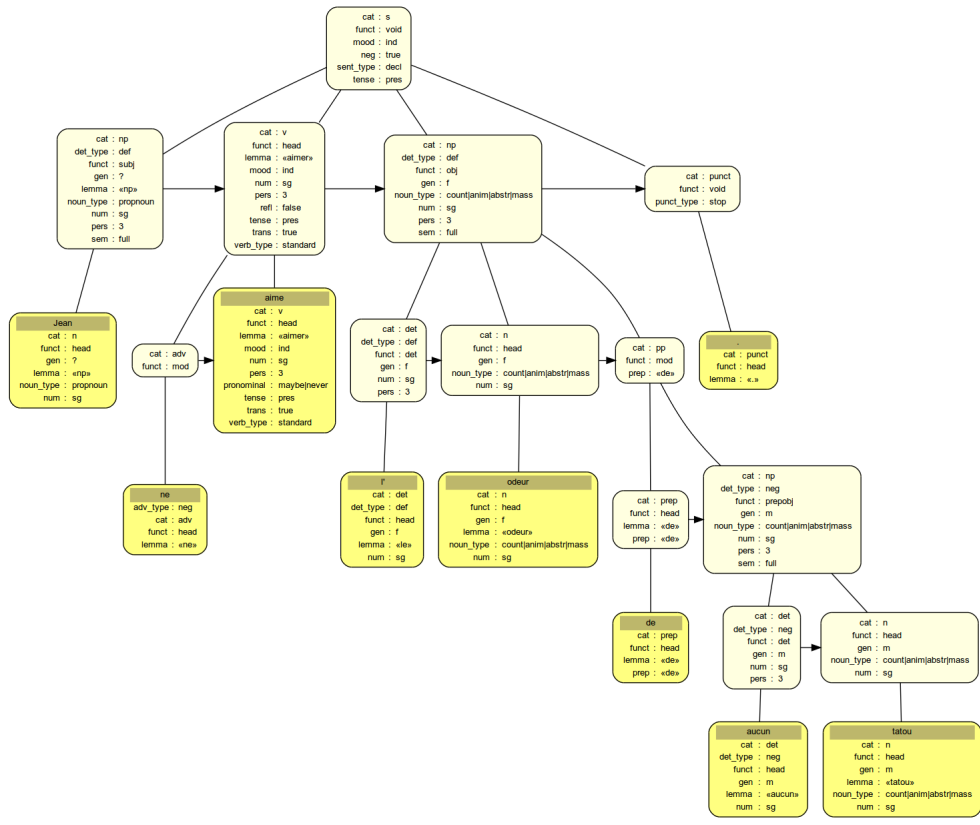 cat : s
funct : void
mood : ind
neg : true
sent_type : decl
tense : pres
cat : np
det_type : def
funct : subj
gen : ?
lemma : «np»
noun_type : propnoun
num : sg
pers : 3
sem : full
cat : v
funct : head
lemma : «aimer»
mood : ind
num : sg
pers : 3
refl : false
tense : pres
trans : true
verb_type : standard
cat : np
det_type : def
funct : obj
gen : f
noun_type : count|anim|abstr|mass
num : sg
pers : 3
sem : full
cat : punct
funct : void
punct_type : stop
Jean
cat : n
funct : head
gen : ?
lemma : «np»
noun_type : propnoun
num : sg
cat : adv
funct : mod
aime
cat : v
funct : head
lemma : «aimer»
mood : ind
num : sg
pers : 3
pronominal : maybe|never
tense : pres
trans : true
verb_type : standard
cat : det
det_type : def
funct : det
gen : f
num : sg
pers : 3
cat : n
funct : head
gen : f
noun_type : count|anim|abstr|mass
num : sg
cat : pp
funct : mod
prep : «de»
.
cat : punct
funct : head
lemma : «.»
ne
adv_type : neg
cat : adv
funct : head
lemma : «ne»
l'
cat : det
det_type : def
funct : head
gen : f
lemma : «le»
num : sg
odeur
cat : n
funct : head
gen : f
lemma : «odeur»
noun_type : count|anim|abstr|mass
num : sg
cat : prep
funct : head
lemma : «de»
prep : «de»
cat : np
det_type : neg
funct : prepobj
gen : m
noun_type : count|anim|abstr|mass
num : sg
pers : 3
sem : full
de
cat : prep
funct : head
lemma : «de»
prep : «de»
cat : det
det_type : neg
funct : det
gen : m
num : sg
pers : 3
cat : n
funct : head
gen : m
noun_type : count|anim|abstr|mass
num : sg
aucun
cat : det
det_type : neg
funct : head
gen : m
lemma : «aucun»
num : sg
tatou
cat : n
funct : head
gen : m
lemma : «tatou»
noun_type : count|anim|abstr|mass
num : sg